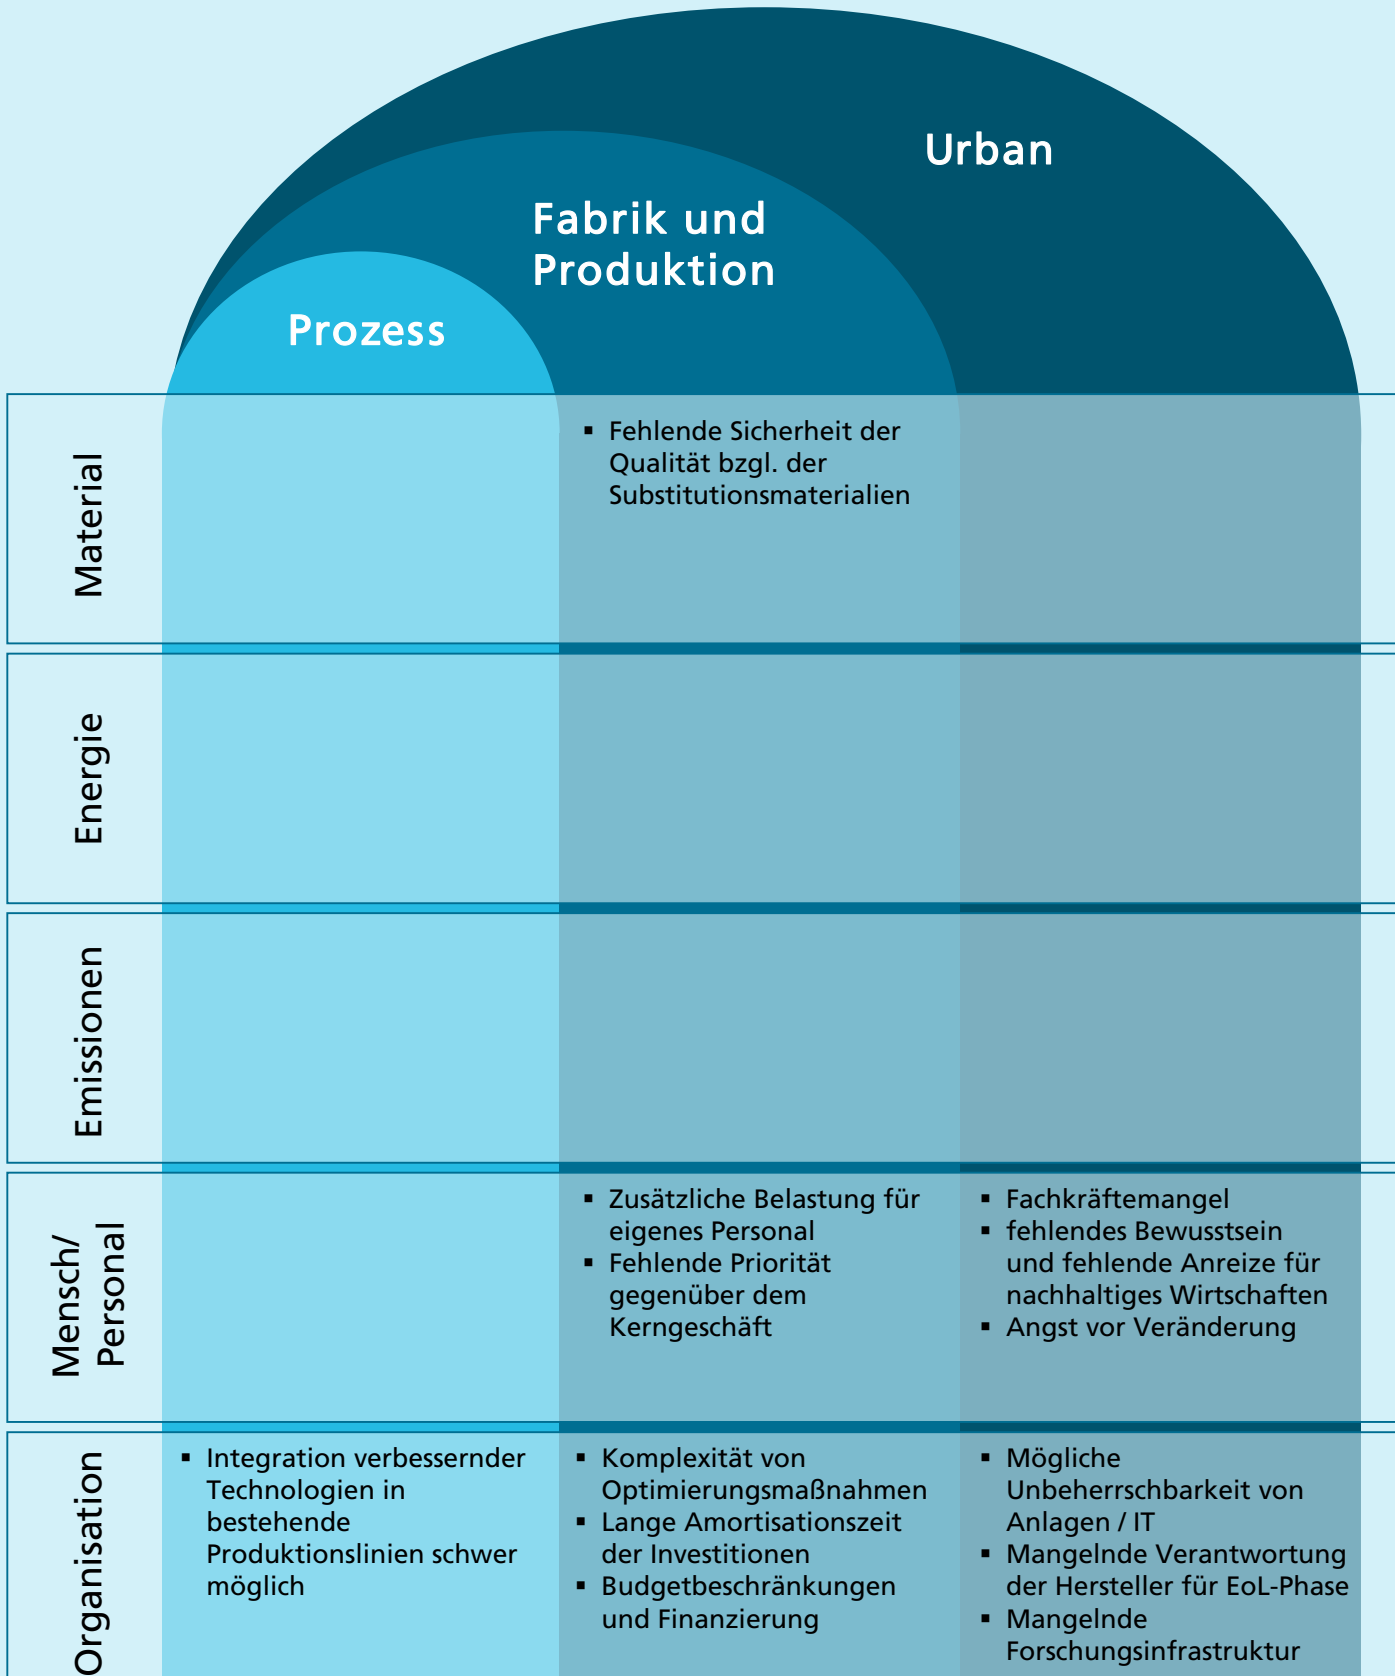 Urban
Fabrik und
Produktion
Prozess
Material
▪ Fehlende Sicherheit der
Qualität bzgl. der
Substitutionsmaterialien
Energie
Emissionen
Mensch/
Personal
▪ Zusätzliche Belastung für
eigenes Personal
▪ Fehlende Priorität
gegenüber dem
Kerngeschäft
▪ Fachkräftemangel
▪ fehlendes Bewusstsein
und fehlende Anreize für
nachhaltiges Wirtschaften
▪ Angst vor Veränderung
Organisation
▪ Integration verbessernder
Technologien in
bestehende
Produktionslinien schwer
möglich
▪ Komplexität von
Optimierungsmaßnahmen
▪ Lange Amortisationszeit
der Investitionen
▪ Budgetbeschränkungen
und Finanzierung
▪ Mögliche
Unbeherrschbarkeit von
Anlagen / IT
▪ Mangelnde Verantwortung
der Hersteller für EoL-Phase
▪ Mangelnde
Forschungsinfrastruktur